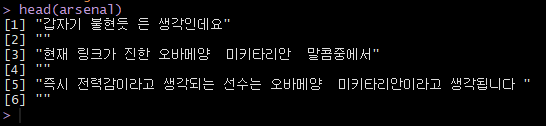 > head(arsenal)
[1] "갑자기 불현듯 든 생각인데요"
[2] ""
[3] "현재 링크가 진한 오바메양  미키타리안  말콤중에서"
[4] ""
[5] "즉시 전력감이라고 생각되는 선수는 오바메양  미키타리안이라고 생각됩니다 "
[6] ""
>